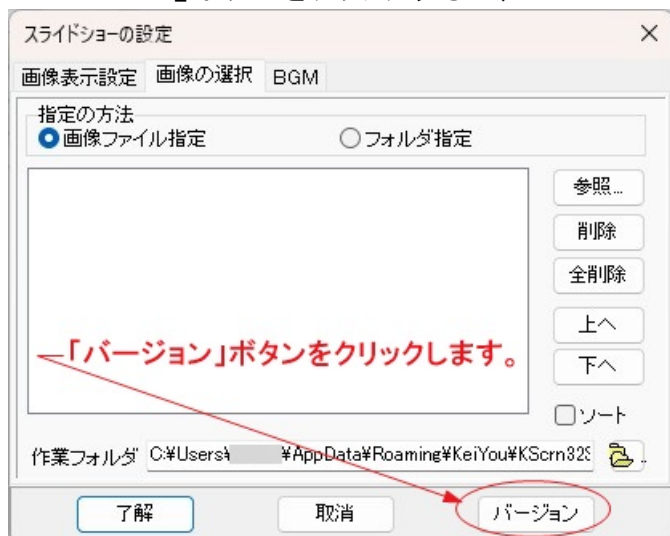 スライドショーの設定
画像表示設定 画像の選択 BGM
指定の方法
画像ファイル指定 フォルダ指定
参照...
削除
全削除
上へ
「バージョン」ボタンをクリックします。
下へ
ソート
作業フォルダ C:¥Users¥ ¥AppData¥Roaming¥KeiYou¥KScrn32S
了解 取消 バージョン